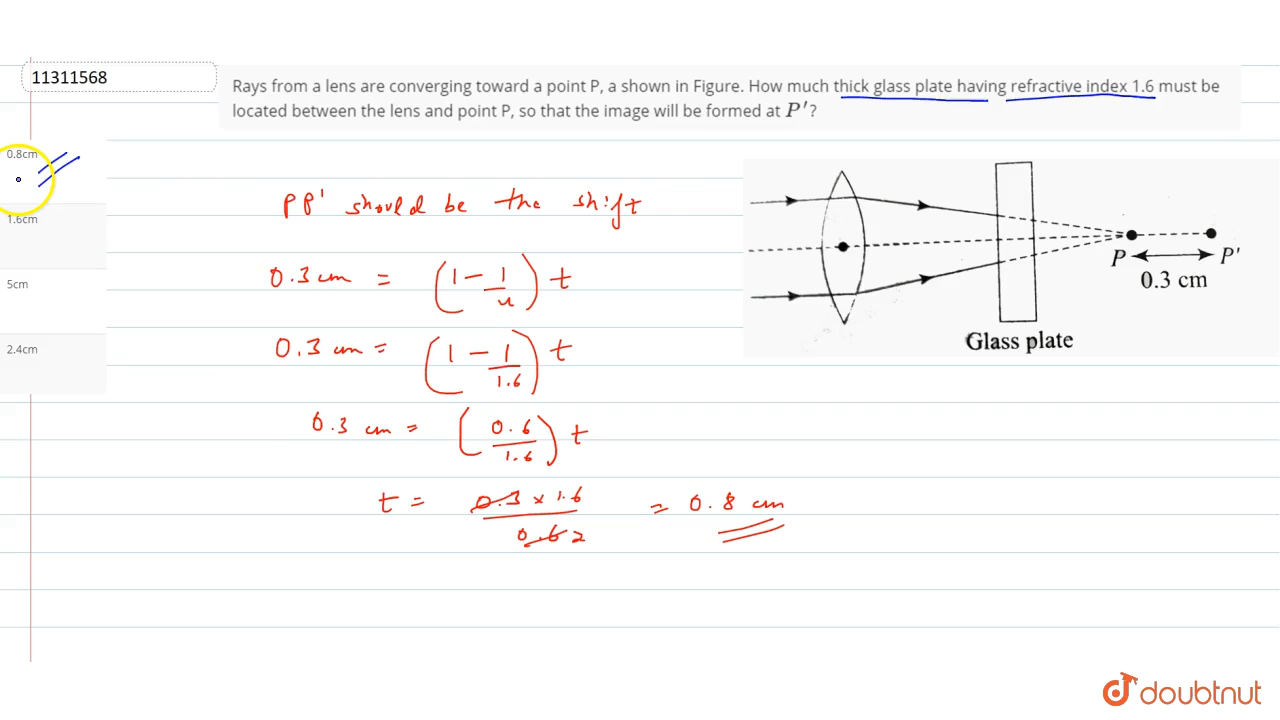 11311568
Rays from a lens are converging toward a point P, a shown in Figure. How much thick glass plate having refractive index 1.6 must be
located between the lens and point P, so that the image will be formed at P'?
0.8cm
1.6cm
5cm
2.4cm
PP' should be the shift
0.3 cm = (1 - 1/u) t
0.3 cm = (1 - 1/1.6) t
0.3 cm = (0.6/1.6) t
t = 0.3 x 1.6 / 0.6 2 = 0.8 cm
P P'
0.3 cm
Glass plate
doubtnut